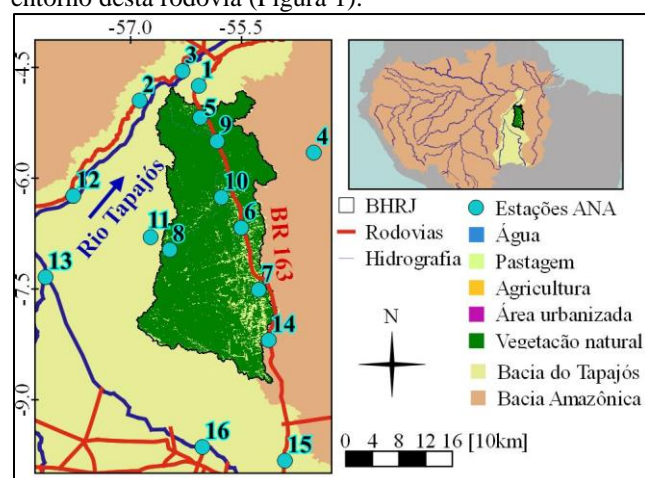 entorno desta rodovia (Figura 1).
-57.0 -55.5
-4.5
-6.0
-7.5
-9.0
3
1
2
5
9
4
12
10
11
8
6
13
7
14
16
15
Rio Tapajós
BR 163
BHRJ
Rodovias
Hidrografia
Estações ANA
Água
Pastagem
Agricultura
Área urbanizada
Vegetação natural
Bacia do Tapajós
Bacia Amazônica
N
0 4 8 12 16 [10km]